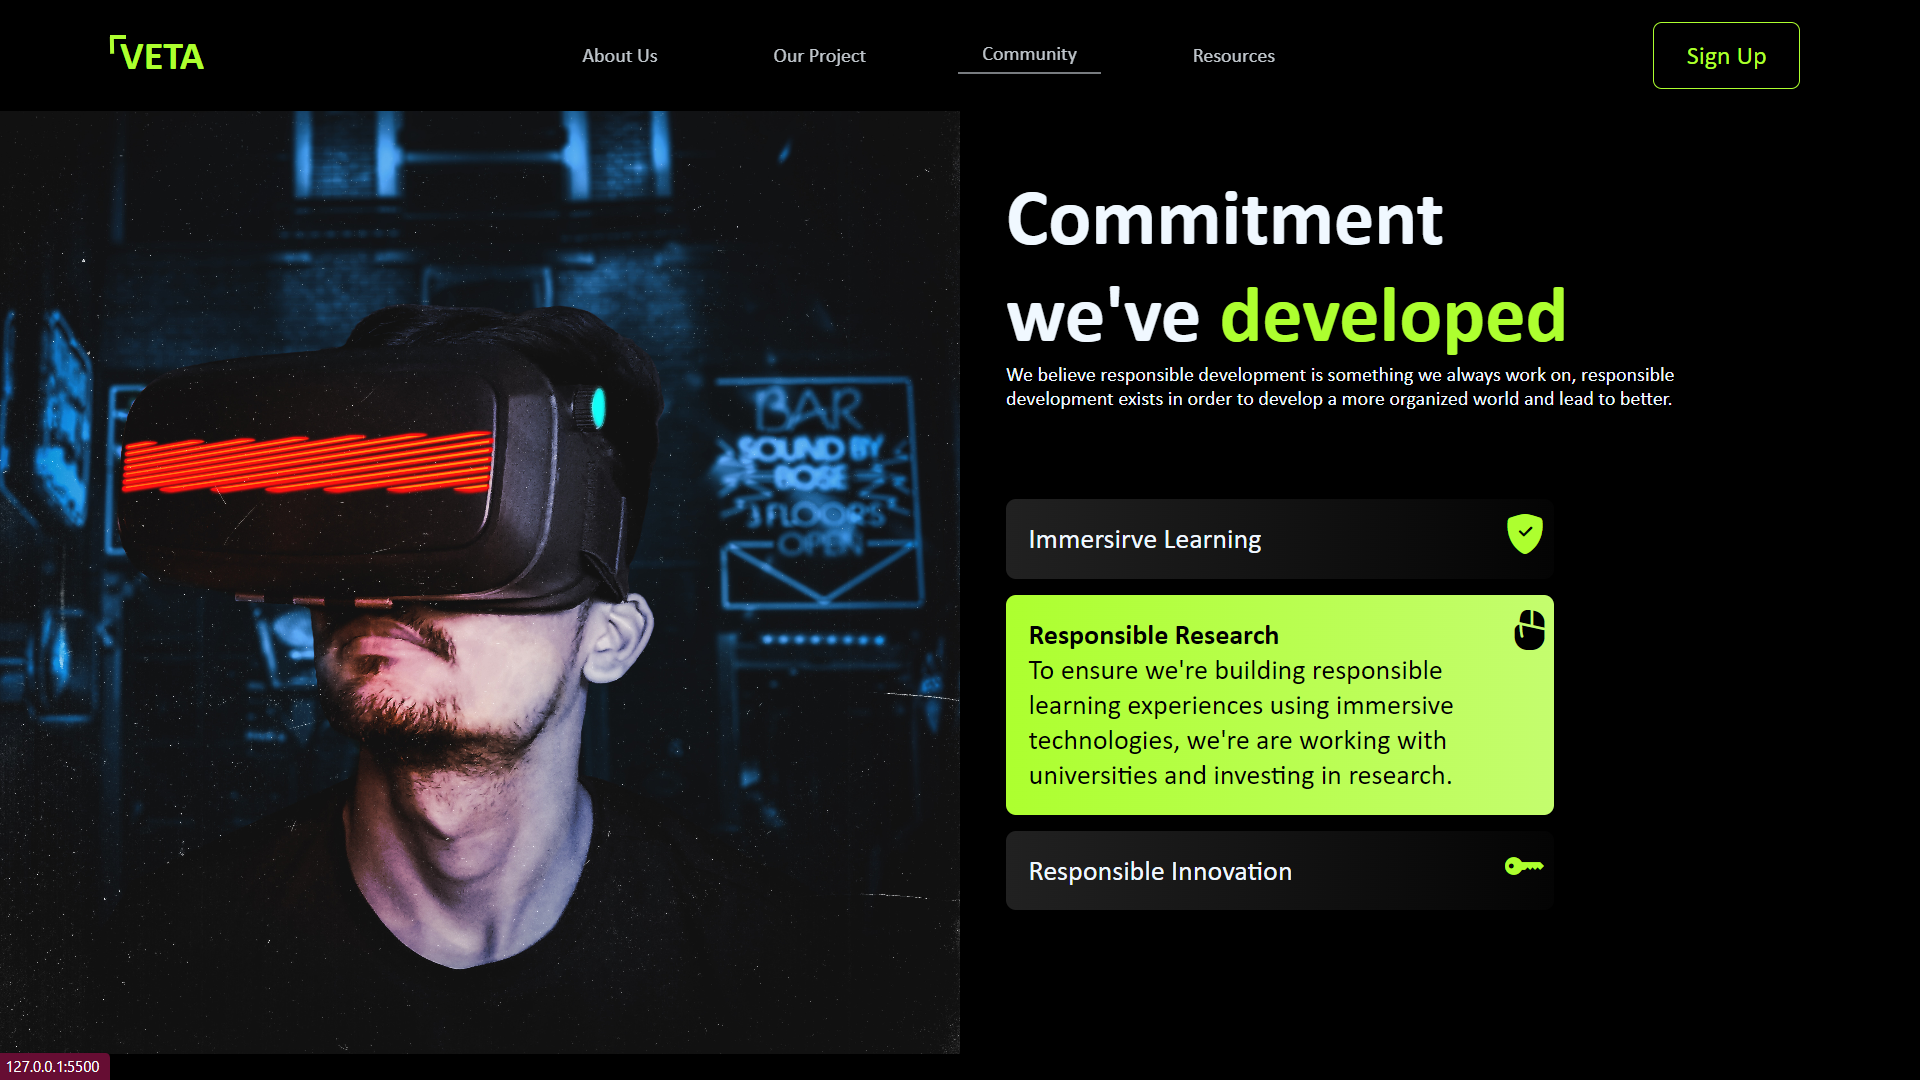 VETA
About Us
Our Project
Community
Resources
Sign Up
Commitment
we've developed
We believe responsible development is something we always work on, responsible
development exists in order to develop a more organized world and lead to better.
BAR
SOUND BY
ROSE
3 FLOORS
OPEN
Immersirve Learning
Responsible Research
To ensure we're building responsible
learning experiences using immersive
technologies, we're are working with
universities and investing in research.
Responsible Innovation
127.0.0.1:5500